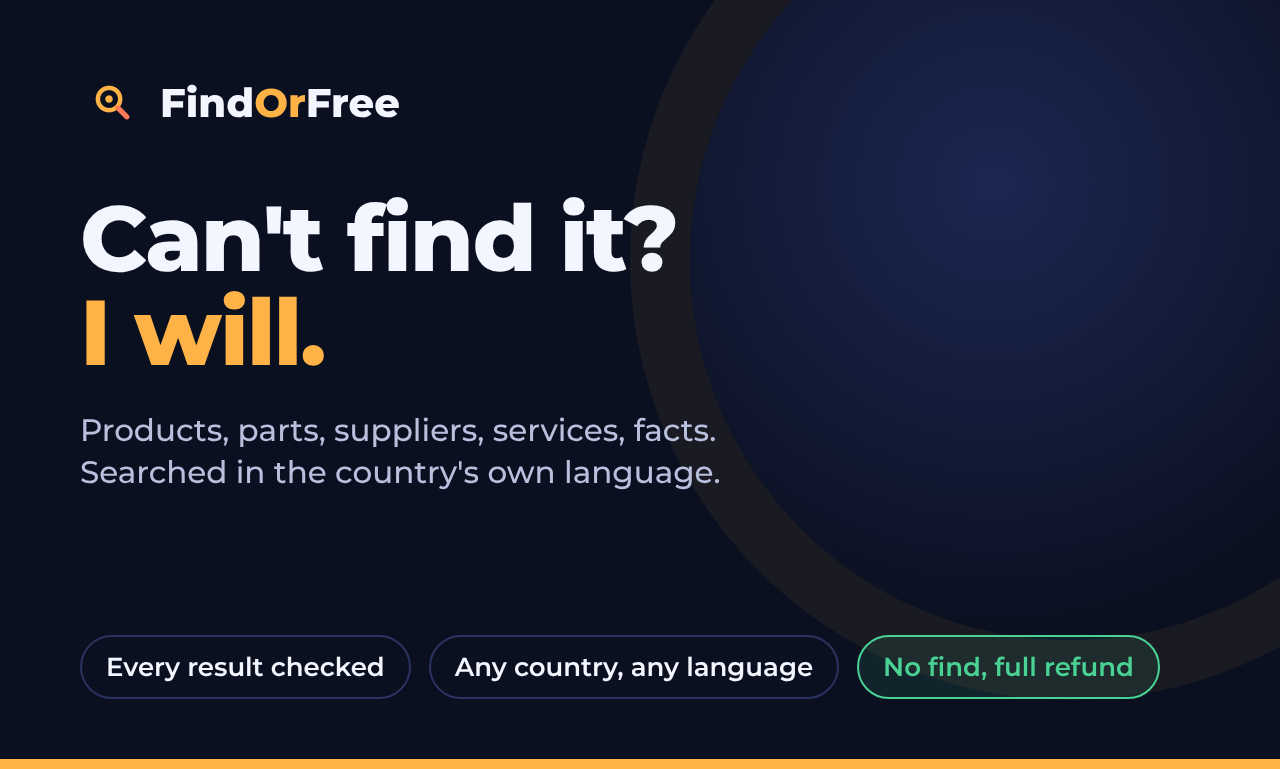 FindOrFree
Can't find it?
I will.
Products, parts, suppliers, services, facts.
Searched in the country's own language.
Every result checked
Any country, any language
No find, full refund